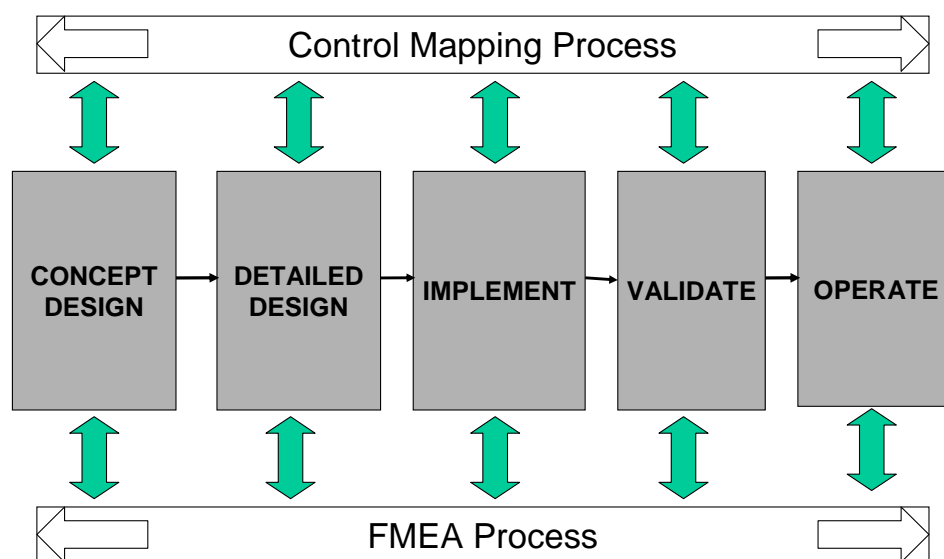 Control Mapping Process
CONCEPT
DESIGN
DETAILED
DESIGN
IMPLEMENT
VALIDATE
OPERATE
FMEA Process